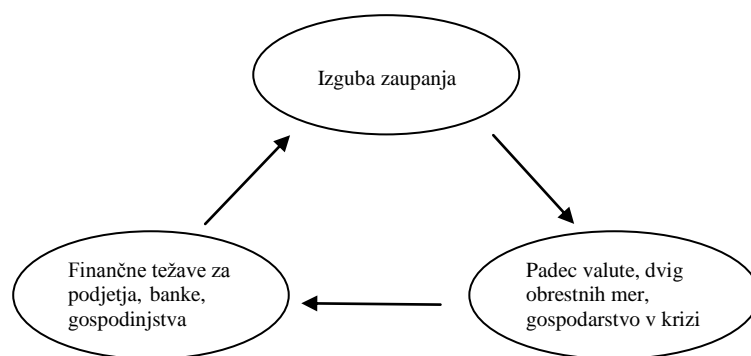 Izguba zaupanja
Finančne težave za
podjetja, banke,
gospodinjstva
Padec valute, dvig
obrestnih mer,
gospodarstvo v krizi